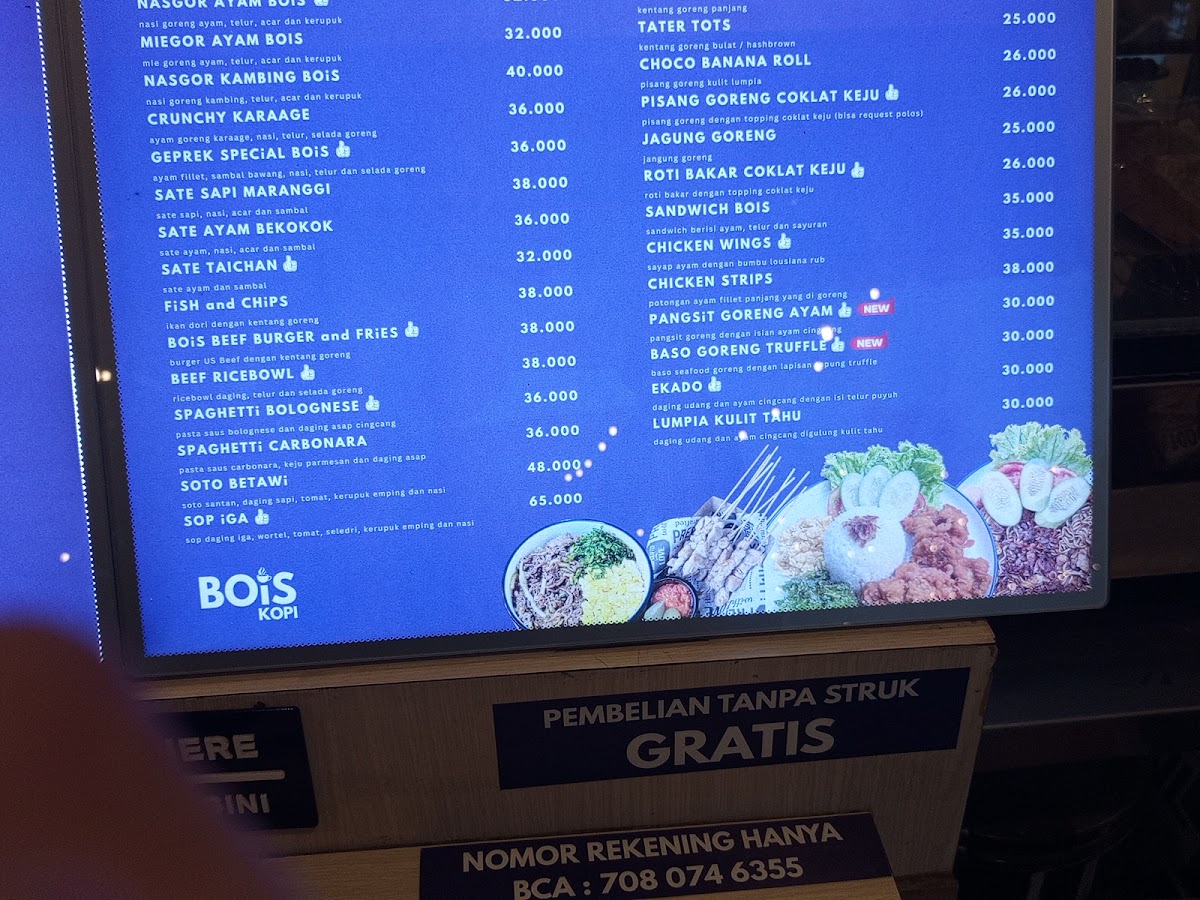 NASGOR AYAM BOiS
nasi goreng ayam, telur, acar dan kerupuk
MIEGOR AYAM BOIS 32.000
mie goreng ayam, telur, acar dan kerupuk
NASGOR KAMBING BOiS 40.000
nasi goreng kambing, telur, acar dan kerupuk
CRUNCHY KARAAGE 36.000
ayam goreng karaage, nasi, telur, selada goreng
GEPREK SPECiAL BOiS 36.000
ayam fillet, sambal bawang, nasi, telur dan selada goreng
SATE SAPI MARANGGI 38.000
sate sapi, nasi, acar dan sambal
SATE AYAM BEKOKOK 36.000
sate ayam, nasi, acar dan sambal
SATE TAICHAN 32.000
sate ayam dan sambal
FiSH and CHiPS 38.000
ikan dori dengan kentang goreng
BOiS BEEF BURGER and FRiES 38.000
burger US Beef dengan kentang goreng
BEEF RICEBOWL 38.000
ricebowl daging, telur dan selada goreng
SPAGHETTi BOLOGNESE 36.000
pasta saus bolognese dan daging asap cingcang
SPAGHETTi CARBONARA 36.000
pasta saus carbonara, keju parmesan dan daging asap
SOTO BETAWi 48.000
soto santan, daging sapi, tomat, kerupuk emping dan nasi
SOP iGA 65.000
sop daging iga, wortel, tomat, seledri, kerupuk emping dan nasi
kentang goreng panjang
TATER TOTS 25.000
kentang goreng bulat / hashbrown
CHOCO BANANA ROLL 26.000
pisang goreng kulit lumpia
PISANG GORENG COKLAT KEJU 26.000
pisang goreng dengan topping coklat keju (bisa request polos)
JAGUNG GORENG 25.000
jangung goreng
ROTI BAKAR COKLAT KEJU 26.000
roti bakar dengan topping coklat keju
SANDWICH BOIS 35.000
sandwich berisi ayam, telur dan sayuran
CHICKEN WINGS 35.000
sayap ayam dengan bumbu lousiana rub
CHICKEN STRIPS 38.000
potongan ayam fillet panjang yang di goreng
PANGSiT GORENG AYAM NEW 30.000
pangsit goreng dengan isian ayam cingcang
BASO GORENG TRUFFLE NEW 30.000
baso seafood goreng dengan lapisan tepung truffle
EKADO 30.000
daging udang dan ayam cingcang dengan isi telur puyuh
LUMPIA KULIT TAHU 30.000
daging udang dan ayam cingcang digulung kulit tahu
BOiS
KOPI
PEMBELIAN TANPA STRUK
GRATIS
NOMOR REKENING HANYA
BCA : 708 074 6355